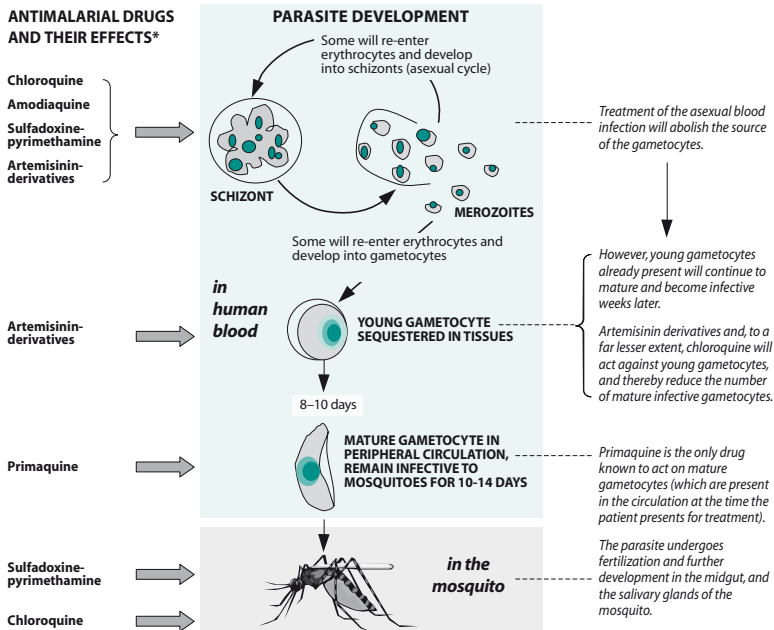 ANTIMALARIAL DRUGS
AND THEIR EFFECTS*
PARASITE DEVELOPMENT
Chloroquine
Amodiaquine
Sulfadoxine-
pyrimethamine
Artemisinin-
derivatives
Some will re-enter
erythrocytes and develop
into schizonts (asexual cycle)
SCHIZONT
MEROZOITES
Treatment of the asexual blood
infection will abolish the source
of the gametocytes.
Some will re-enter erythrocytes and
develop into gametocytes
in
human
blood
Artemisinin-
derivatives
YOUNG GAMETOCYTE
SEQUESTERED IN TISSUES
However, young gametocytes
already present will continue to
mature and become infective
weeks later.
Artemisinin derivatives and, to a
far lesser extent, chloroquine will
act against young gametocytes,
and thereby reduce the number
of mature infective gametocytes.
8–10 days
Primaquine
MATURE GAMETOCYTE IN
PERIPHERAL CIRCULATION,
REMAIN INFECTIVE TO
MOSQUITOES FOR 10-14 DAYS
Primaquine is the only drug
known to act on mature
gametocytes (which are present
in the circulation at the time the
patient presents for treatment).
Sulfadoxine-
pyrimethamine
Chloroquine
in the
mosquito
The parasite undergoes
fertilization and further
development in the midgut, and
the salivary glands of the
mosquito.